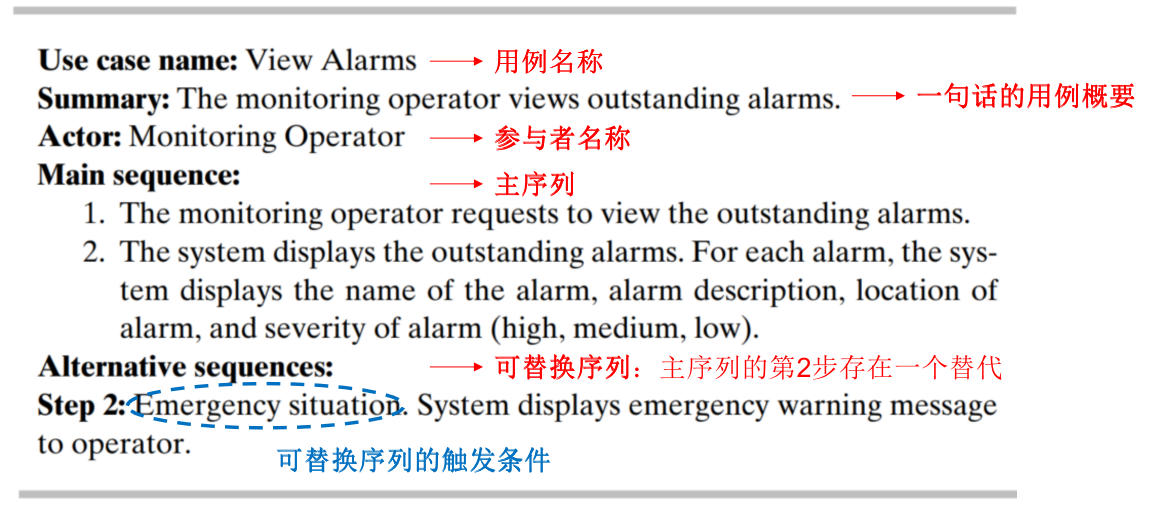 Use case name: View Alarms → 用例名称
Summary: The monitoring operator views outstanding alarms. → 一句话的用例概要
Actor: Monitoring Operator → 参与者名称
Main sequence: → 主序列
1. The monitoring operator requests to view the outstanding alarms.
2. The system displays the outstanding alarms. For each alarm, the sys-
tem displays the name of the alarm, alarm description, location of
alarm, and severity of alarm (high, medium, low).
Alternative sequences: → 可替换序列：主序列的第2步存在一个替代
Step 2: Emergency situation. System displays emergency warning message
to operator.
可替换序列的触发条件